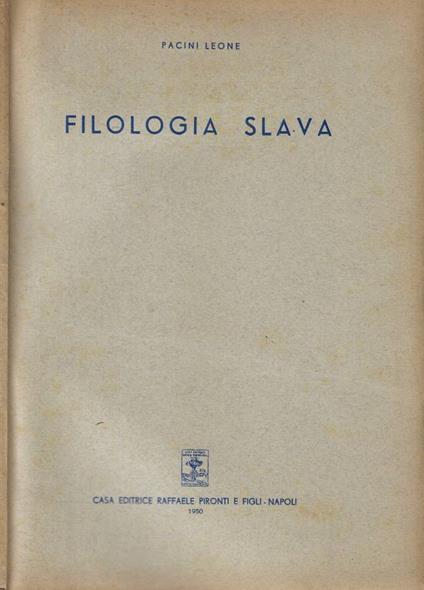 PACINI LEONE
FILOLOGIA SLAVA
CASA EDITRICE RAFFAELE PIRONTI E FIGLI - NAPOLI
1950